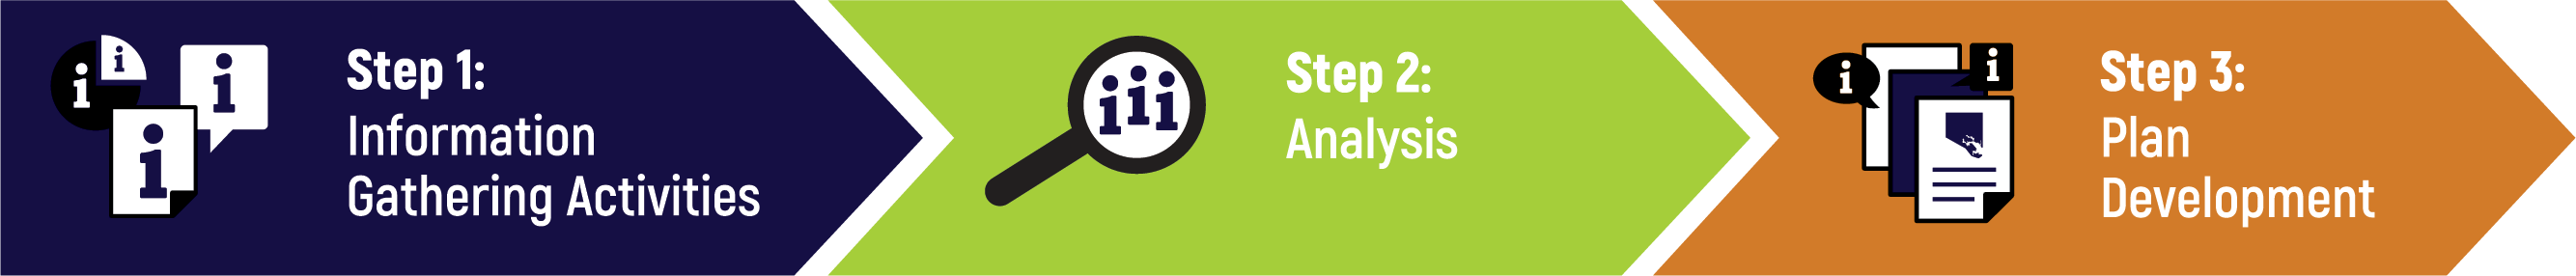 Step 1:
Information
Gathering Activities
Step 2:
Analysis
Step 3:
Plan
Development